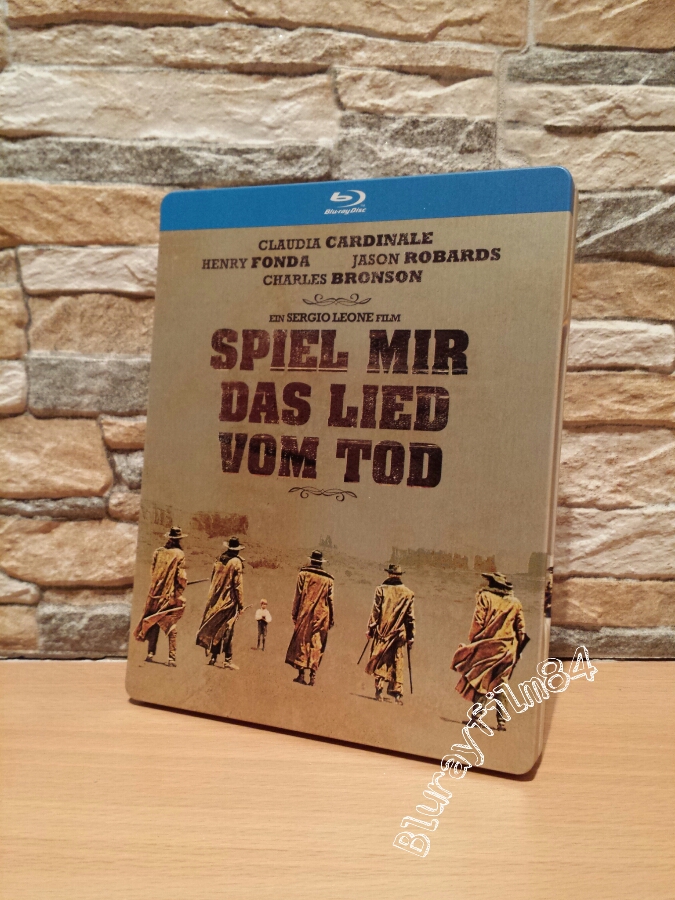 Blu-ray Disc
CLAUDIA CARDINALE
HENRY FONDA JASON ROBARDS
CHARLES BRONSON
EIN SERGIO LEONE FILM
SPIEL MIR
DAS LIED
VOM TOD
Blurayfilm84